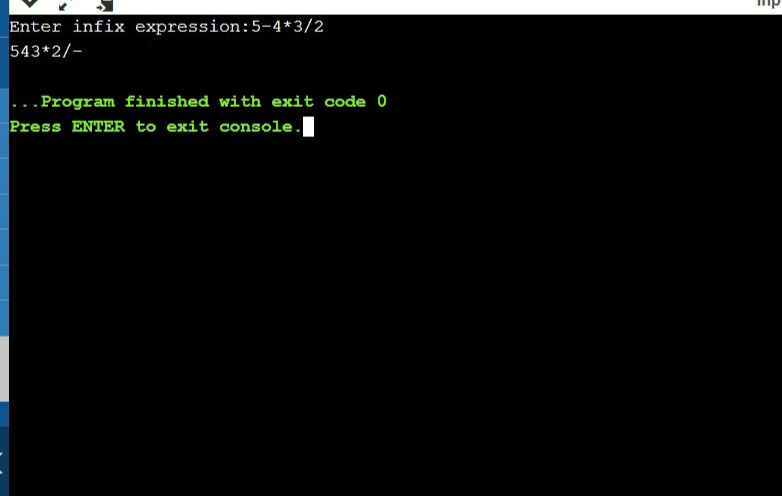 Enter infix expression:5-4*3/2
543*2/-
...Program finished with exit code 0
Press ENTER to exit console.